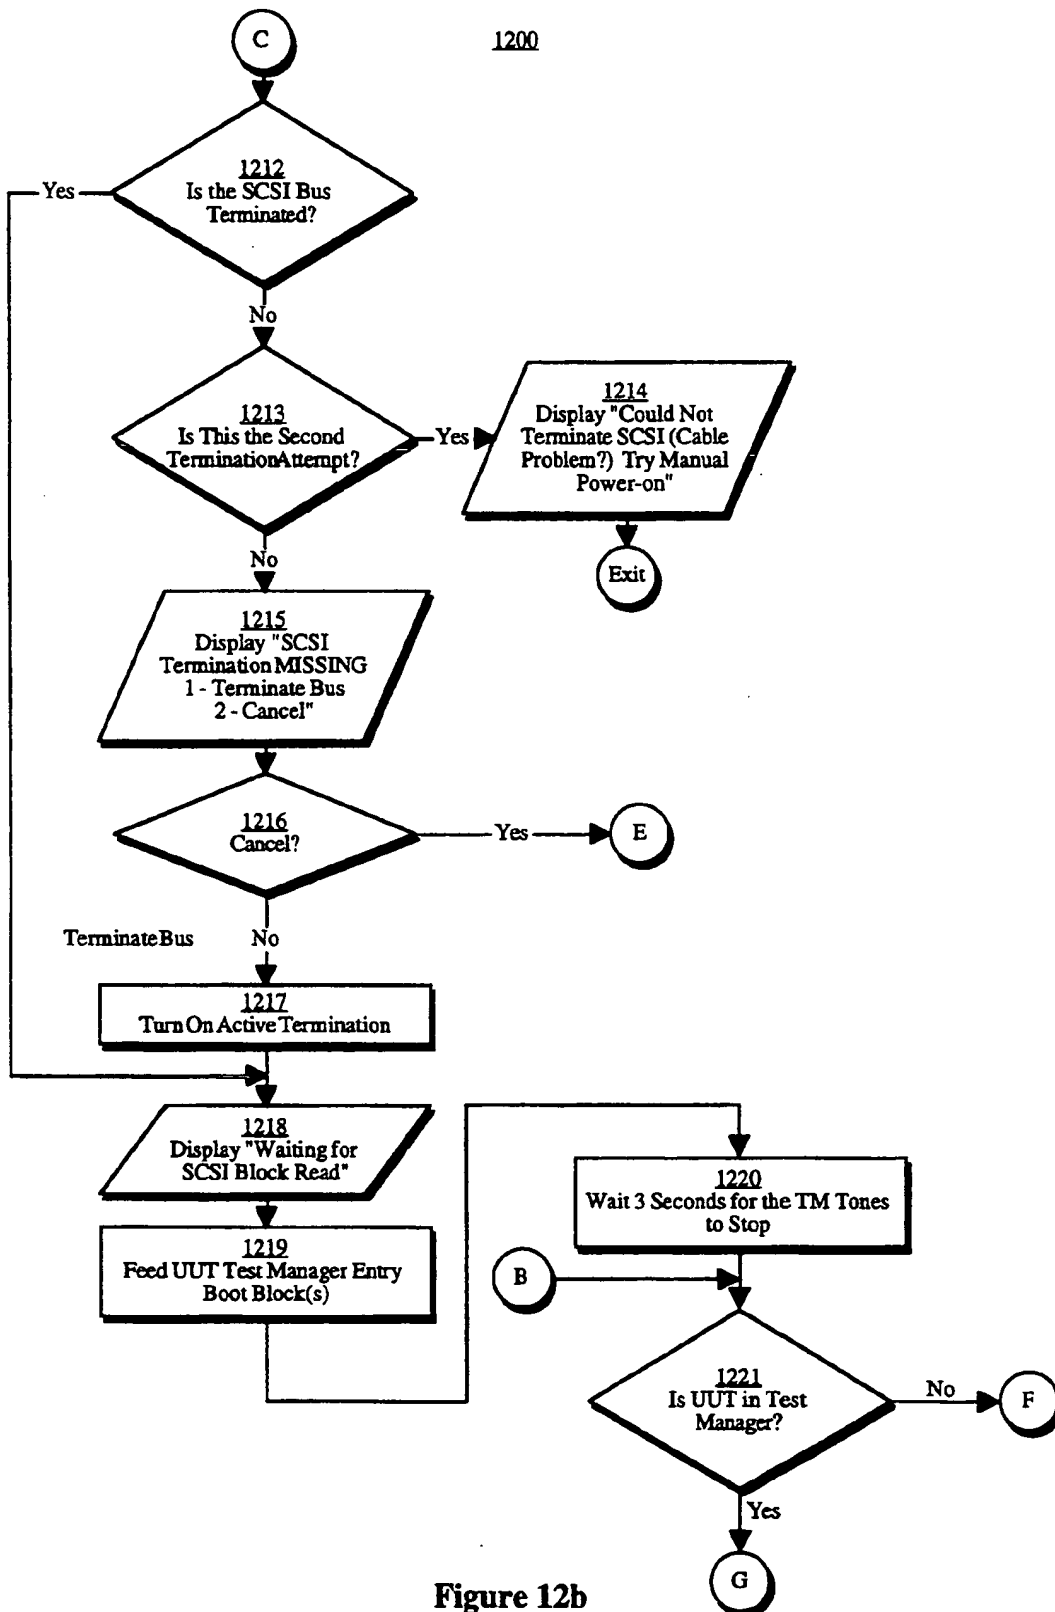 C
1200
1212
Is the SCSI Bus
Terminated?
Yes
No
1213
Is This the Second
TerminationAttempt?
Yes
1214
Display "Could Not
Terminate SCSI (Cable
Problem?) Try Manual
Power-on"
Exit
No
1215
Display "SCSI
Termination MISSING
1 - Terminate Bus
2 - Cancel"
1216
Cancel?
Yes
E
TerminateBus
No
1217
Turn On Active Termination
1218
Display "Waiting for
SCSI Block Read"
1219
Feed UUT Test Manager Entry
Boot Block(s)
1220
Wait 3 Seconds for the TM Tones
to Stop
B
1221
Is UUT in Test
Manager?
No
F
Yes
G
Figure 12b